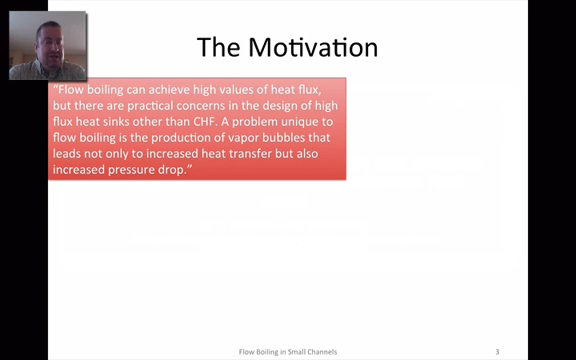 The Motivation
“Flow boiling can achieve high values of heat flux,
but there are practical concerns in the design of high
flux heat sinks other than CHF. A problem unique to
flow boiling is the production of vapor bubbles that
leads not only to increased heat transfer but also
increased pressure drop.”
Flow Boiling in Small Channels
3